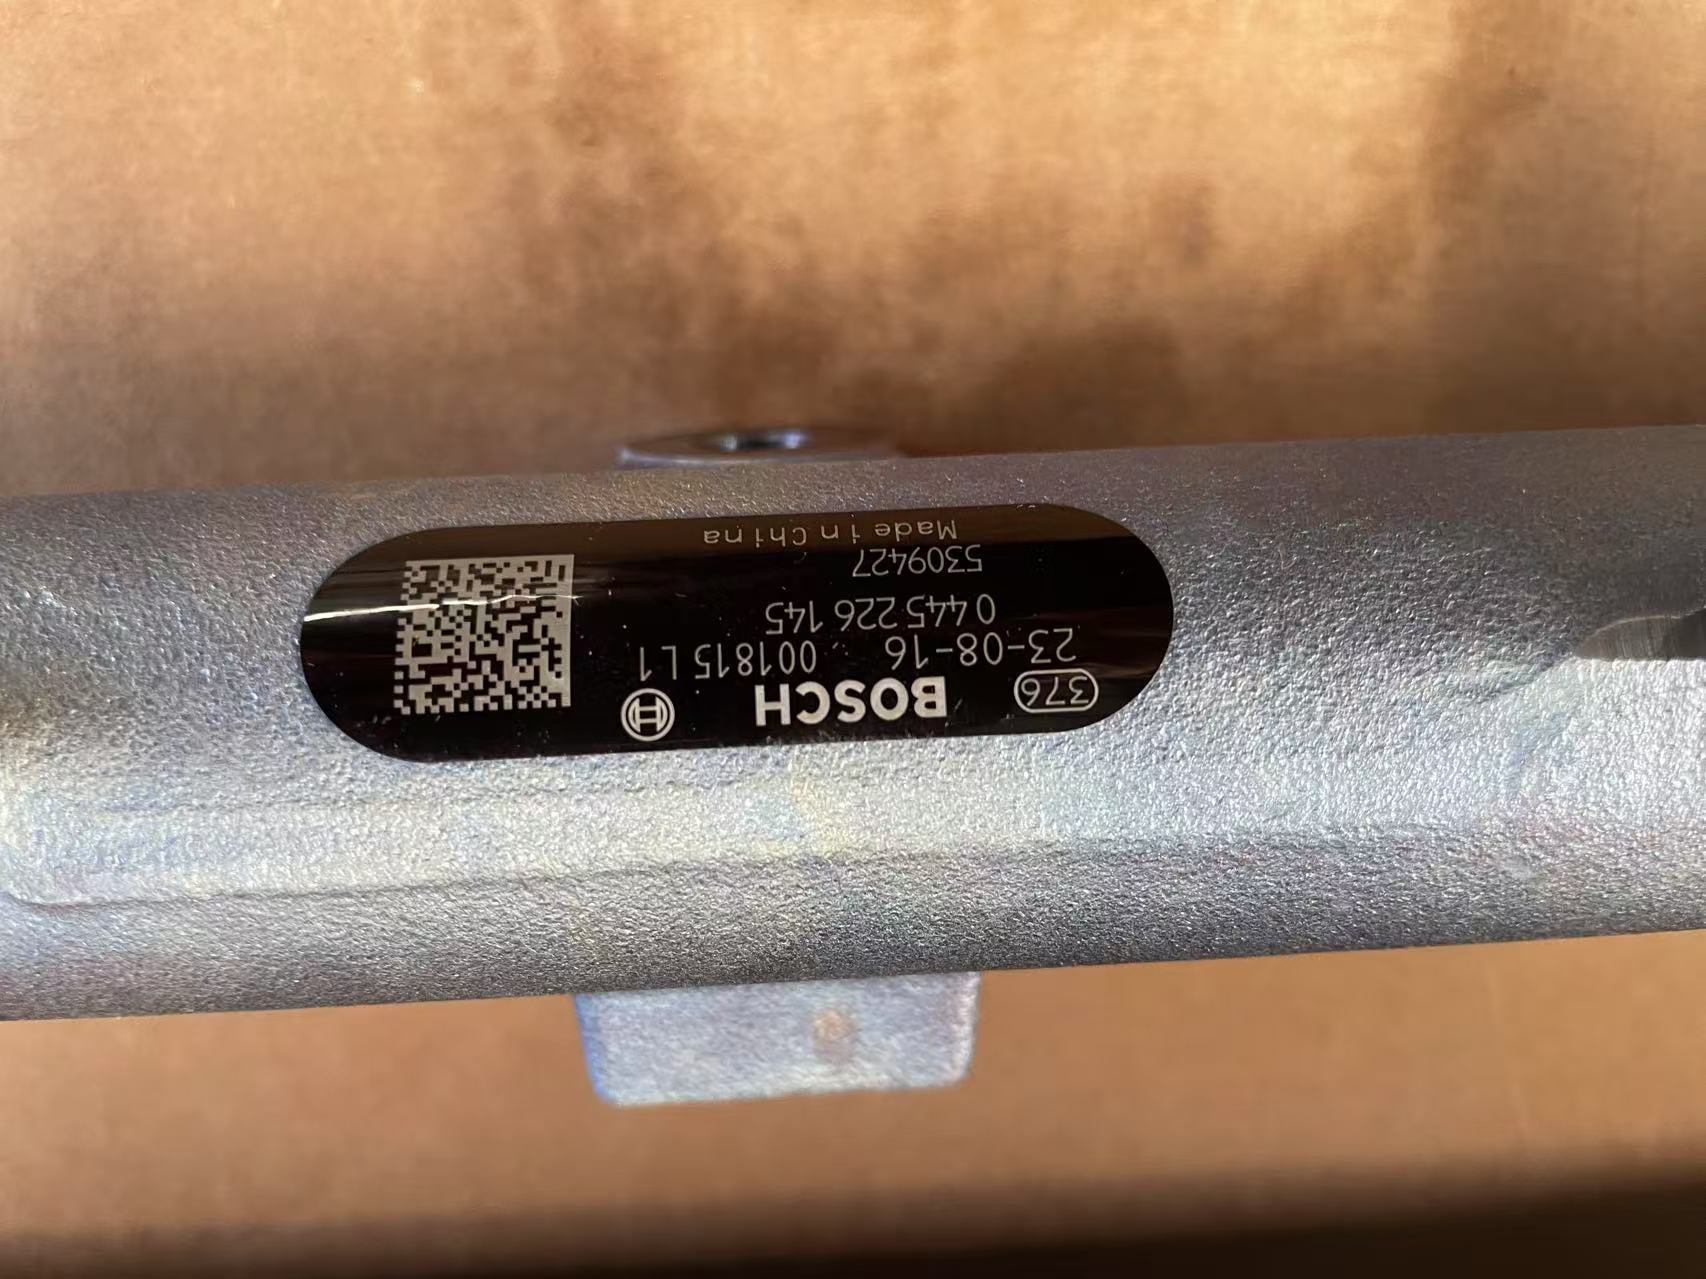 376 BOSCH
23-08-16 001815 L1
0 445 226 145
5309427
Made in China